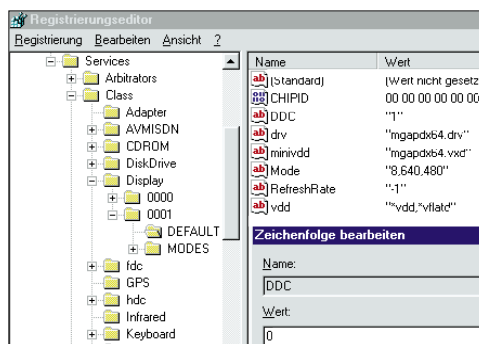 Registrierungseditor
Registrierung Bearbeiten Ansicht ?
Services
Arbitrators
Class
Adapter
AVMISDN
CDROM
DiskDrive
Display
0000
0001
DEFAULT
MODES
fdc
GPS
hdc
Infrared
Keyboard
Name Wert
(Standard) (Wert nicht gesetz
CHIPID 00 00 00 00 00 00
DDC "1"
drv "mgapdx64.drv"
minivdd "mgapdx64.vxd"
Mode "8,640,480"
RefreshRate "-1"
vdd "*vdd,*vflatd"
Zeichenfolge bearbeiten
Name:
DDC
Wert:
0